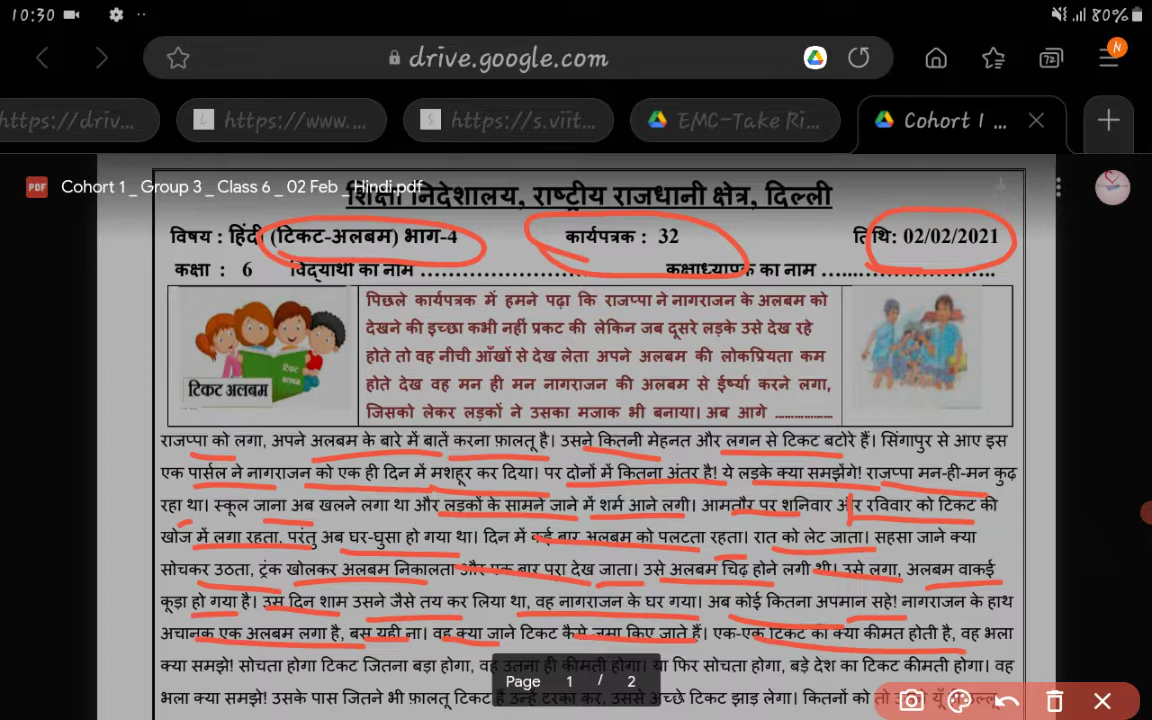 10:30 80%
drive.google.com 72 N
https://driv... L https://www.... S https://s.viit... EMC-Take Ri... Cohort 1 ...
PDF Cohort 1 _ Group 3 _ Class 6 _ 02 Feb _Hindi.pdf
शिक्षा निदेशालय, राष्ट्रीय राजधानी क्षेत्र, दिल्ली
विषय : हिंदी (टिकट-अलबम) भाग-4 कार्यपत्रक : 32 तिथि: 02/02/2021
कक्षा : 6 विद्यार्थी का नाम ………………………… कक्षाध्यापक का नाम …………………..
पिछले कार्यपत्रक में हमने पढ़ा कि राजप्पा ने नागराजन के अलबम को
देखने की इच्छा कभी नहीं प्रकट की लेकिन जब दूसरे लड़के उसे देख रहे
होते तो वह नीची आँखों से देख लेता अपने अलबम की लोकप्रियता कम
होते देख वह मन ही मन नागराजन की अलबम से ईर्ष्या करने लगा,
जिसको लेकर लड़कों ने उसका मजाक भी बनाया। अब आगे ………………
टिकट अलबम
टिकट
अलबम
राजप्पा को लगा, अपने अलबम के बारे में बातें करना फ़ालतू है। उसने कितनी मेहनत और लगन से टिकट बटोरे हैं। सिंगापुर से आए इस
एक पार्सल ने नागराजन को एक ही दिन में मशहूर कर दिया। पर दोनों में कितना अंतर है! ये लड़के क्या समझेंगे! राजप्पा मन-ही-मन कुढ़
रहा था। स्कूल जाना अब खलने लगा था और लड़कों के सामने जाने में शर्म आने लगी। आमतौर पर शनिवार और रविवार को टिकट की
खोज में लगा रहता, परंतु अब घर-घुसा हो गया था। दिन में कई बार अलबम को पलटता रहता। रात को लेट जाता। सहसा जाने क्या
सोचकर उठता, ट्रंक खोलकर अलबम निकालता और एक बार पूरा देख जाता। उसे अलबम चिढ़ होने लगी थी। उसे लगा, अलबम वाकई
कूड़ा हो गया है। उस दिन शाम उसने जैसे तय कर लिया था, वह नागराजन के घर गया। अब कोई कितना अपमान सहे! नागराजन के हाथ
अचानक एक अलबम लगा है, बस यही ना। वह क्या जाने टिकट कैसे जमा किए जाते हैं। एक-एक टिकट की क्या कीमत होती है, वह भला
क्या समझे! सोचता होगा टिकट जितना बड़ा होगा, वह उतना ही कीमती होगा। या फिर सोचता होगा, बड़े देश का टिकट कीमती होगा। वह
भला क्या समझे! उसके पास जितने भी फ़ालतू टिकट हैं उन्हें टरका कर, उससे अच्छे टिकट झाड़ लेगा। कितनों को तो
Page 1 / 2